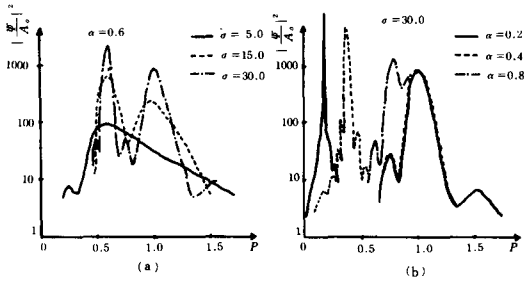 |φ/A₀|²
α = 0.6
σ = 5.0
σ = 15.0
σ = 30.0
1000
100
10
1
0 0.5 1.0 1.5 P
(a)
|φ/A₀|²
σ = 30.0
α = 0.2
α = 0.4
α = 0.8
1000
100
10
1
0 0.5 1.0 1.5 P
(b)